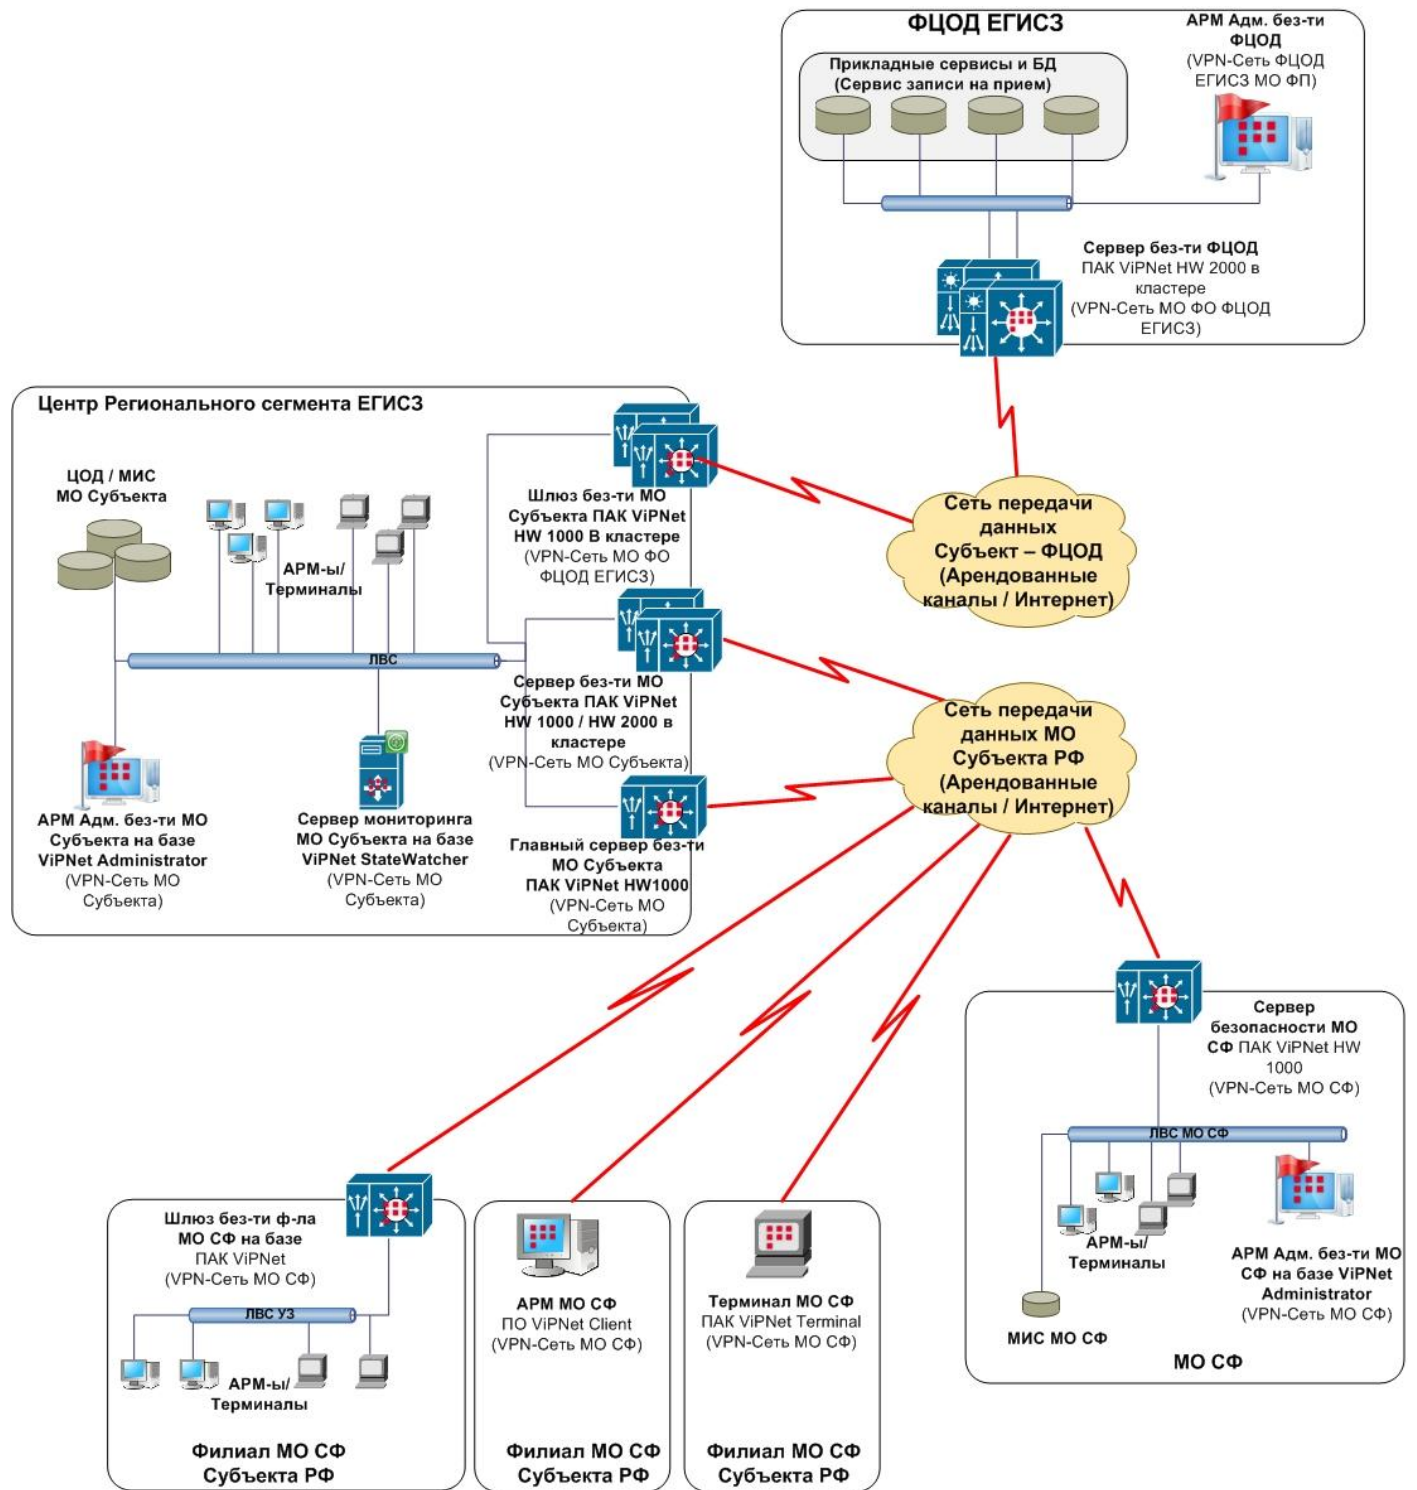 ФЦОД ЕГИСЗ
Прикладные сервисы и БД
(Сервис записи на прием)
АРМ Адм. без-ти
ФЦОД
(VPN-Сеть ФЦОД
ЕГИСЗ МО ФП)
Сервер без-ти ФЦОД
ПАК ViPNet HW 2000 в
кластере
(VPN-Сеть МО ФО ФЦОД
ЕГИСЗ)
Центр Регионального сегмента ЕГИСЗ
ЦОД / МИС
МО Субъекта
АРМ-ы/
Терминалы
ЛВС
Шлюз без-ти МО
Субъекта ПАК ViPNet
HW 1000 В кластере
(VPN-Сеть МО ФО
ФЦОД ЕГИСЗ)
Сервер без-ти МО
Субъекта ПАК ViPNet
HW 1000 / HW 2000 в
кластере
(VPN-Сеть МО Субъекта)
АРМ Адм. без-ти МО
Субъекта на базе
ViPNet Administrator
(VPN-Сеть МО
Субъекта)
Сервер мониторинга
МО Субъекта на базе
ViPNet StateWatcher
(VPN-Сеть МО
Субъекта)
Главный сервер без-ти
МО Субъекта
ПАК ViPNet HW1000
(VPN-Сеть МО
Субъекта)
Сеть передачи
данных
Субъект – ФЦОД
(Арендованные
каналы / Интернет)
Сеть передачи
данных МО
Субъекта РФ
(Арендованные
каналы / Интернет)
Сервер
безопасности МО
СФ ПАК ViPNet HW
1000
(VPN-Сеть МО СФ)
ЛВС МО СФ
АРМ-ы/
Терминалы
АРМ Адм. без-ти МО
СФ на базе ViPNet
Administrator
(VPN-Сеть МО СФ)
МИС МО СФ
МО СФ
Шлюз без-ти ф-ла
МО СФ на базе
ПАК ViPNet
(VPN-Сеть МО СФ)
ЛВС УЗ
АРМ-ы/
Терминалы
Филиал МО СФ
Субъекта РФ
АРМ МО СФ
ПО ViPNet Client
(VPN-Сеть МО СФ)
Филиал МО СФ
Субъекта РФ
Терминал МО СФ
ПАК ViPNet Terminal
(VPN-Сеть МО СФ)
Филиал МО СФ
Субъекта РФ